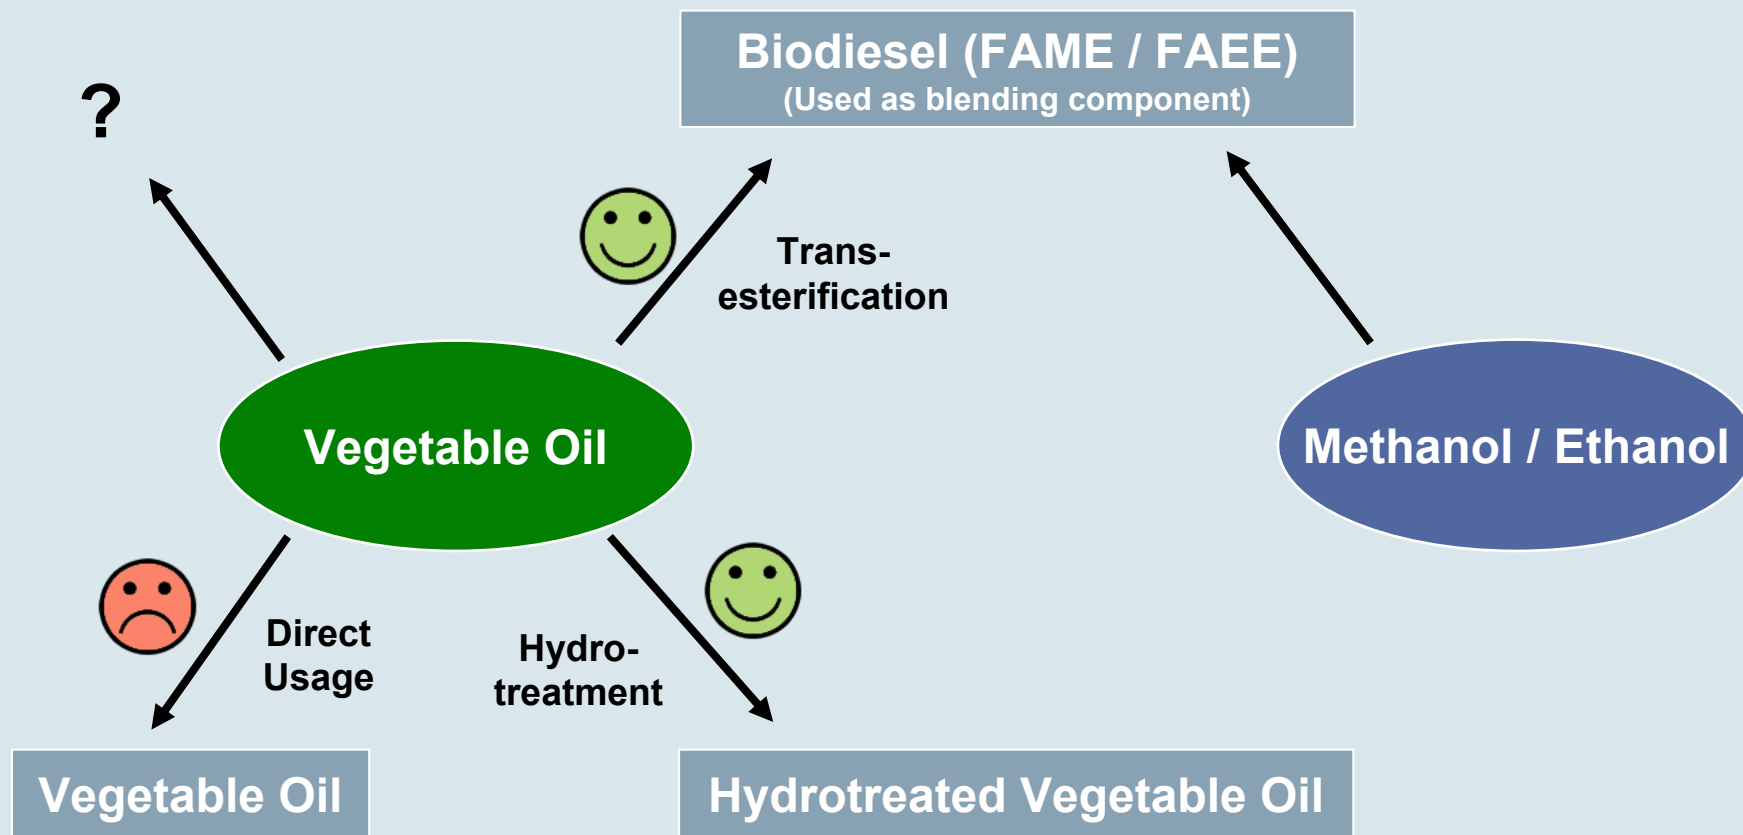 Biodiesel (FAME / FAEE)
(Used as blending component)
?
Trans-
esterification
Vegetable Oil
Methanol / Ethanol
Direct
Usage
Hydro-
treatment
Vegetable Oil
Hydrotreated Vegetable Oil